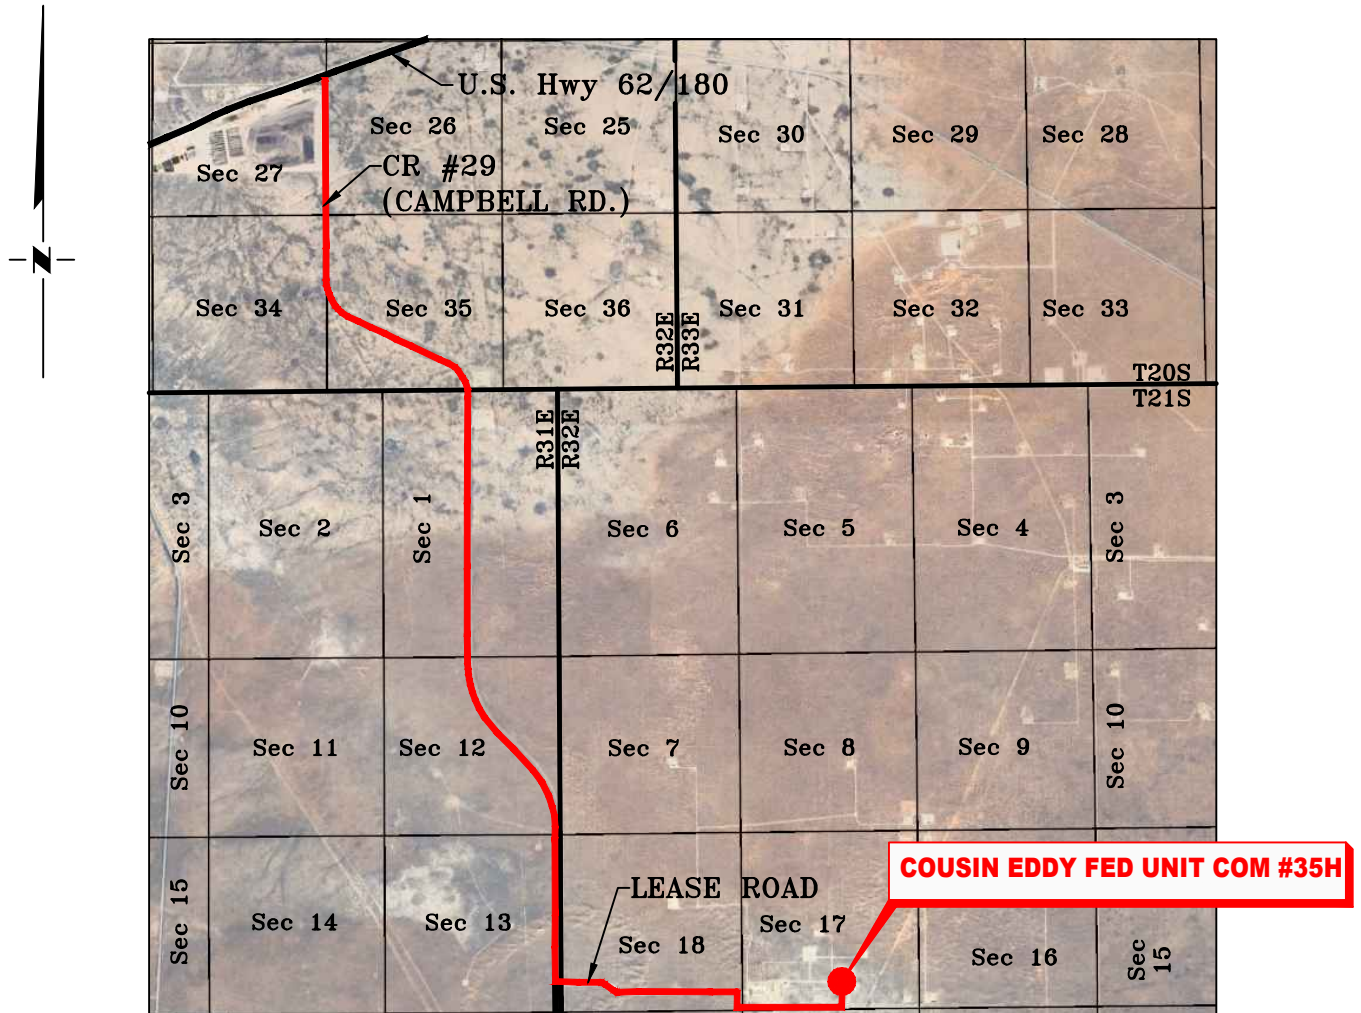 U.S. Hwy 62/180
Sec 26
Sec 25
Sec 30
Sec 29
Sec 28
Sec 27
CR #29
(CAMPBELL RD.)
N
Sec 34
Sec 35
Sec 36
Sec 31
Sec 32
Sec 33
R32E
R33E
T20S
T21S
R31E
R32E
Sec 3
Sec 2
Sec 1
Sec 6
Sec 5
Sec 4
Sec 3
Sec 10
Sec 11
Sec 12
Sec 7
Sec 8
Sec 9
Sec 10
COUSIN EDDY FED UNIT COM #35H
LEASE ROAD
Sec 15
Sec 14
Sec 13
Sec 18
Sec 17
Sec 16
Sec
15